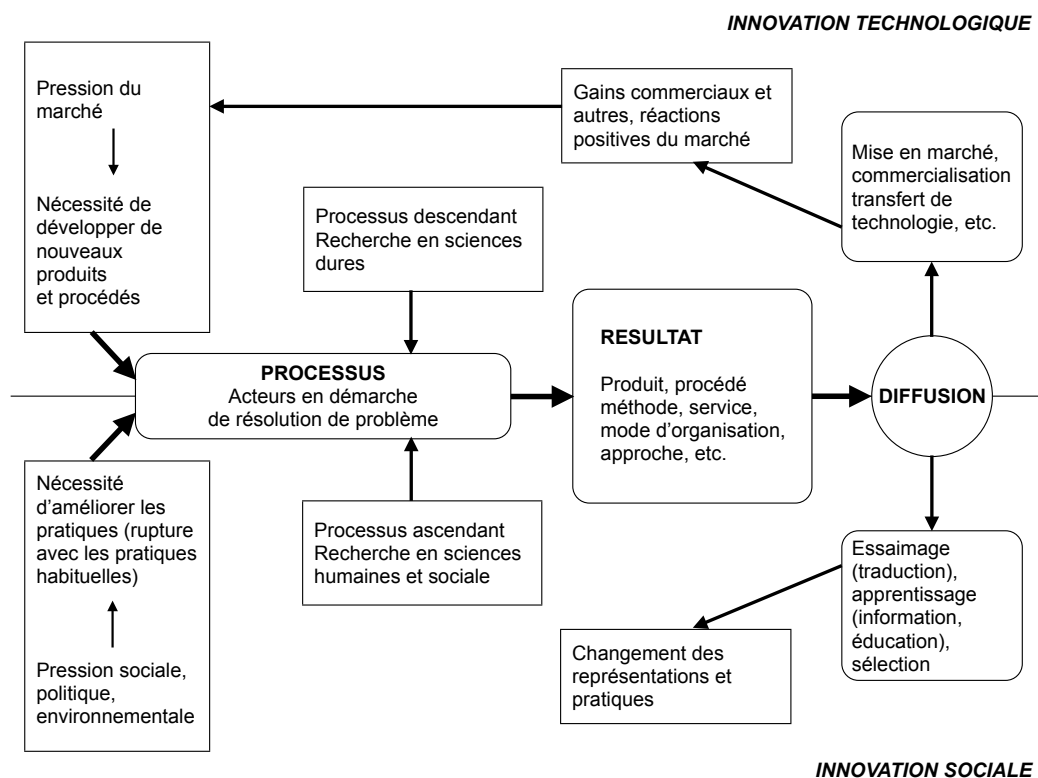 INNOVATION TECHNOLOGIQUE
Pression du
marché
Nécessité de
développer de
nouveaux
produits
et procédés
Gains commerciaux et
autres, réactions
positives du marché
Mise en marché,
commercialisation
transfert de
technologie, etc.
Processus descendant
Recherche en sciences
dures
PROCESSUS
Acteurs en démarche
de résolution de problème
RESULTAT
Produit, procédé
méthode, service,
mode d'organisation,
approche, etc.
DIFFUSION
Nécessité
d'améliorer les
pratiques (rupture
avec les pratiques
habituelles)
Pression sociale,
politique,
environnementale
Processus ascendant
Recherche en sciences
humaines et sociale
Changement des
représentations et
pratiques
Essaimage
(traduction),
apprentissage
(information,
éducation),
sélection
INNOVATION SOCIALE